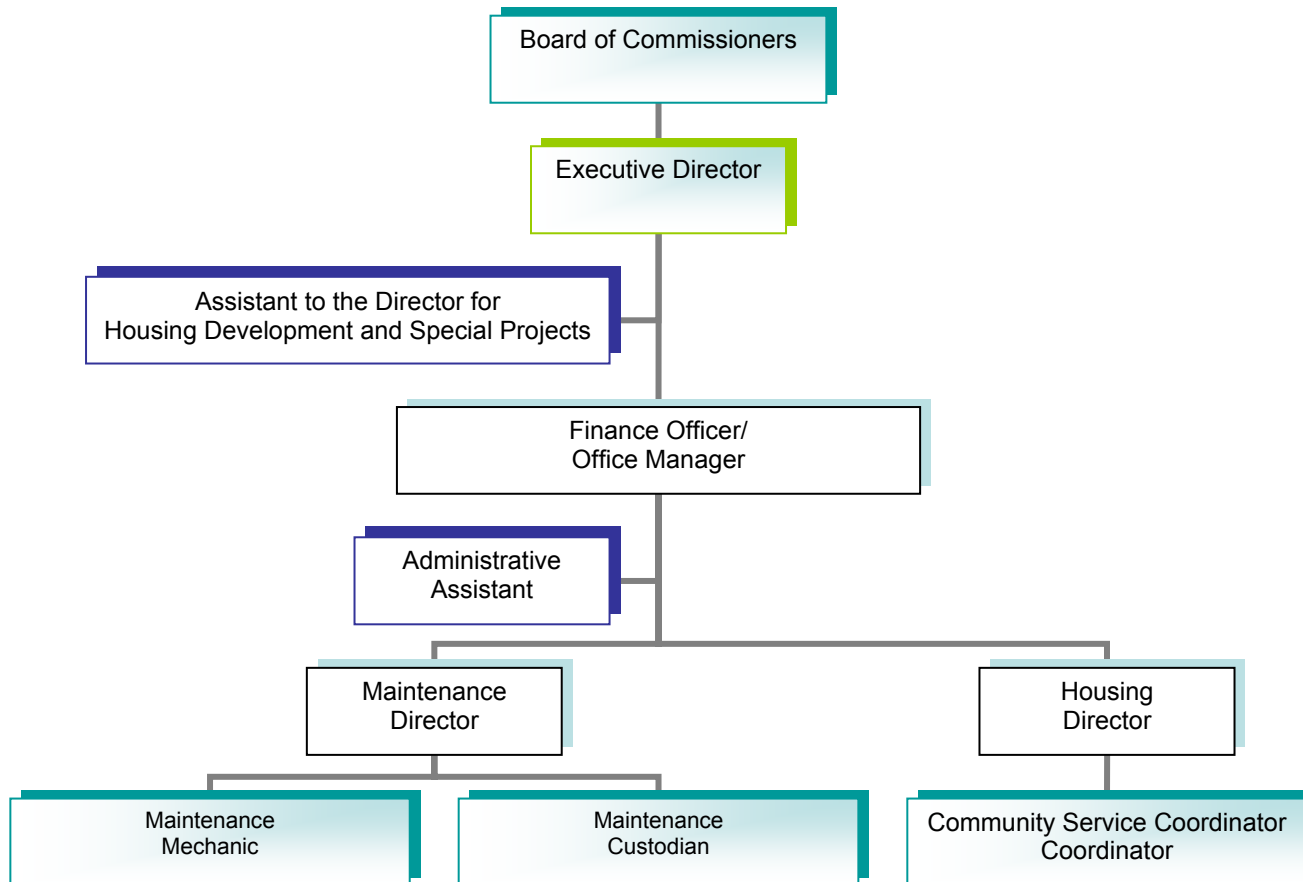 Board of Commissioners
Executive Director
Assistant to the Director for
Housing Development and Special Projects
Finance Officer/
Office Manager
Administrative
Assistant
Maintenance
Director
Housing
Director
Maintenance
Mechanic
Maintenance
Custodian
Community Service Coordinator
Coordinator